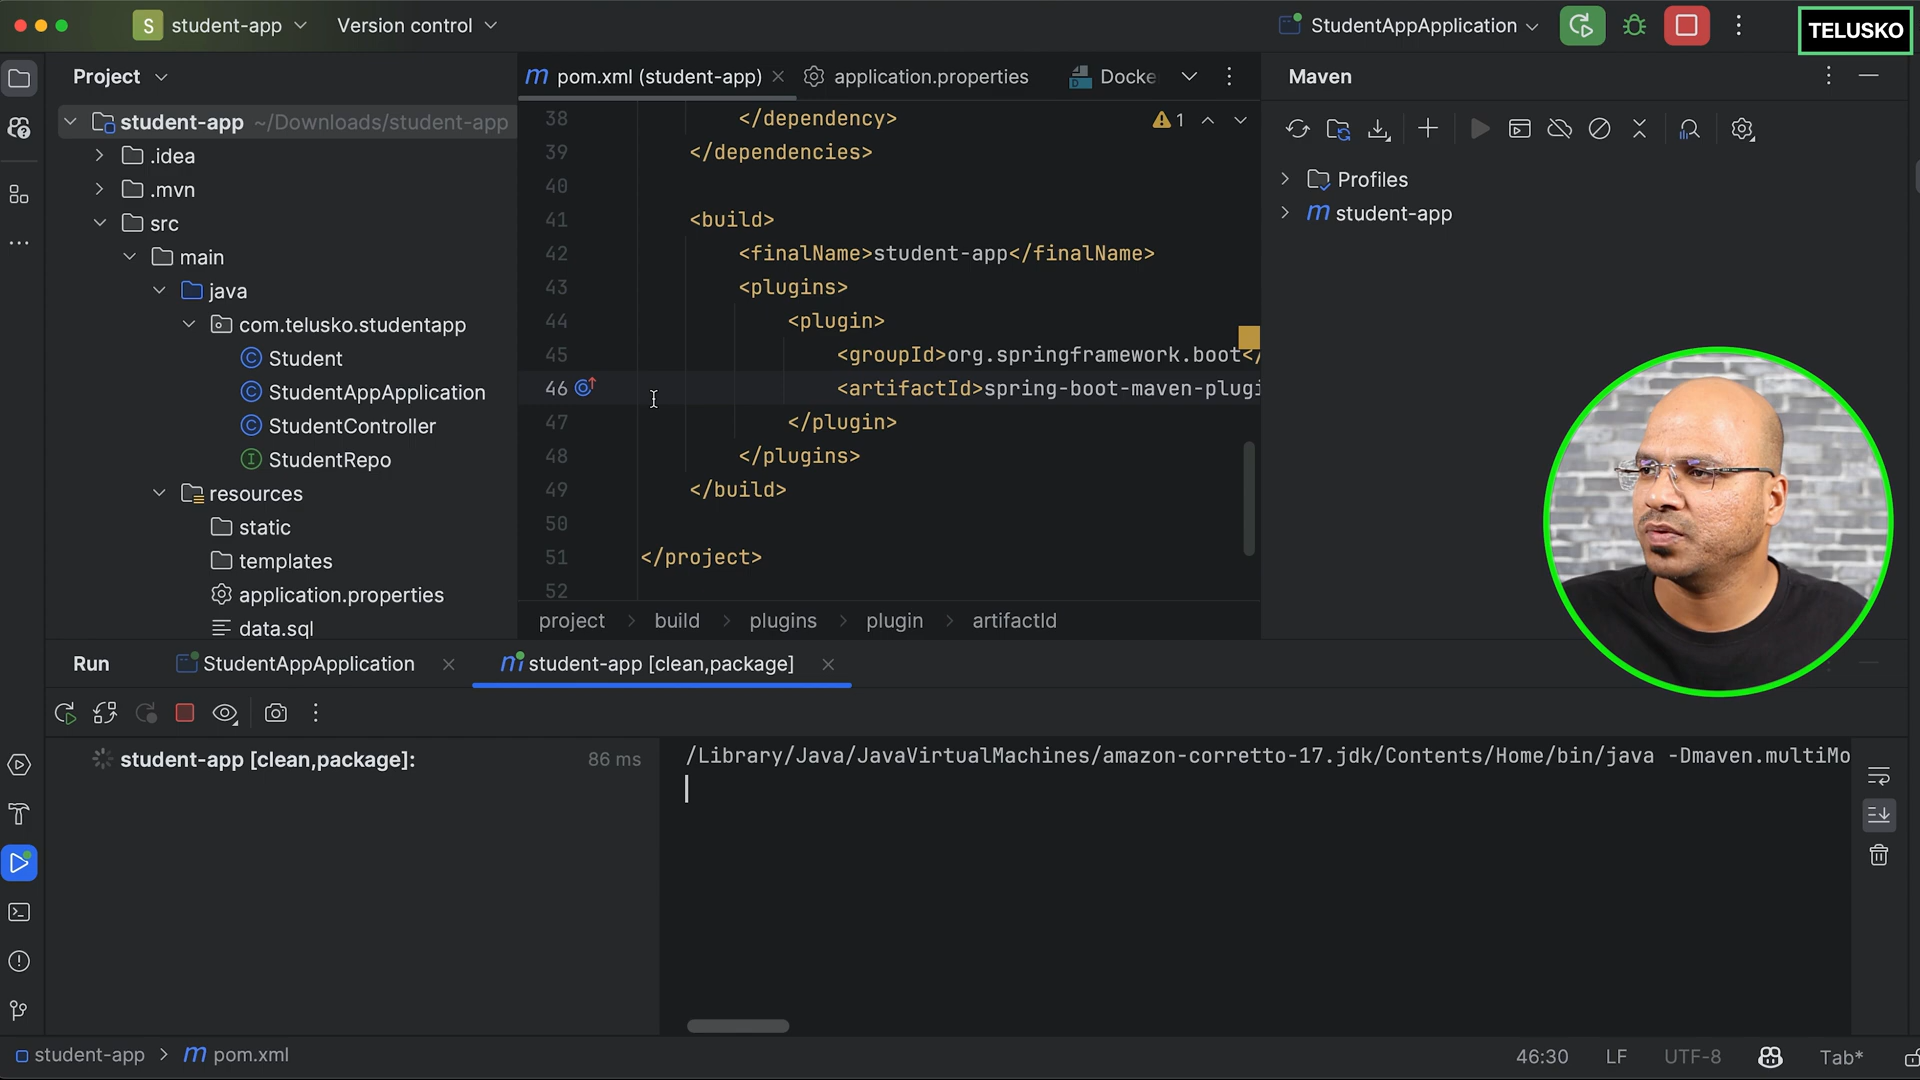 S student-app
Version control
StudentAppApplication
TELUSKO
Project
student-app ~/Downloads/student-app
.idea
.mvn
src
main
java
com.telusko.studentapp
Student
StudentAppApplication
StudentController
StudentRepo
resources
static
templates
application.properties
data.sql
m pom.xml (student-app)
application.properties
Docke
1
38 </dependency>
39 </dependencies>
40
41 <build>
42 <finalName>student-app</finalName>
43 <plugins>
44 <plugin>
45 <groupId>org.springframework.boot</
46 <artifactId>spring-boot-maven-plugi
47 </plugin>
48 </plugins>
49 </build>
50
51 </project>
52
project > build > plugins > plugin > artifactId
Maven
Profiles
m student-app
Run
StudentAppApplication
student-app [clean,package]
student-app [clean,package]: 86 ms
/Library/Java/JavaVirtualMachines/amazon-corretto-17.jdk/Contents/Home/bin/java -Dmaven.multiMo
student-app > m pom.xml
46:30 LF UTF-8 Tab*